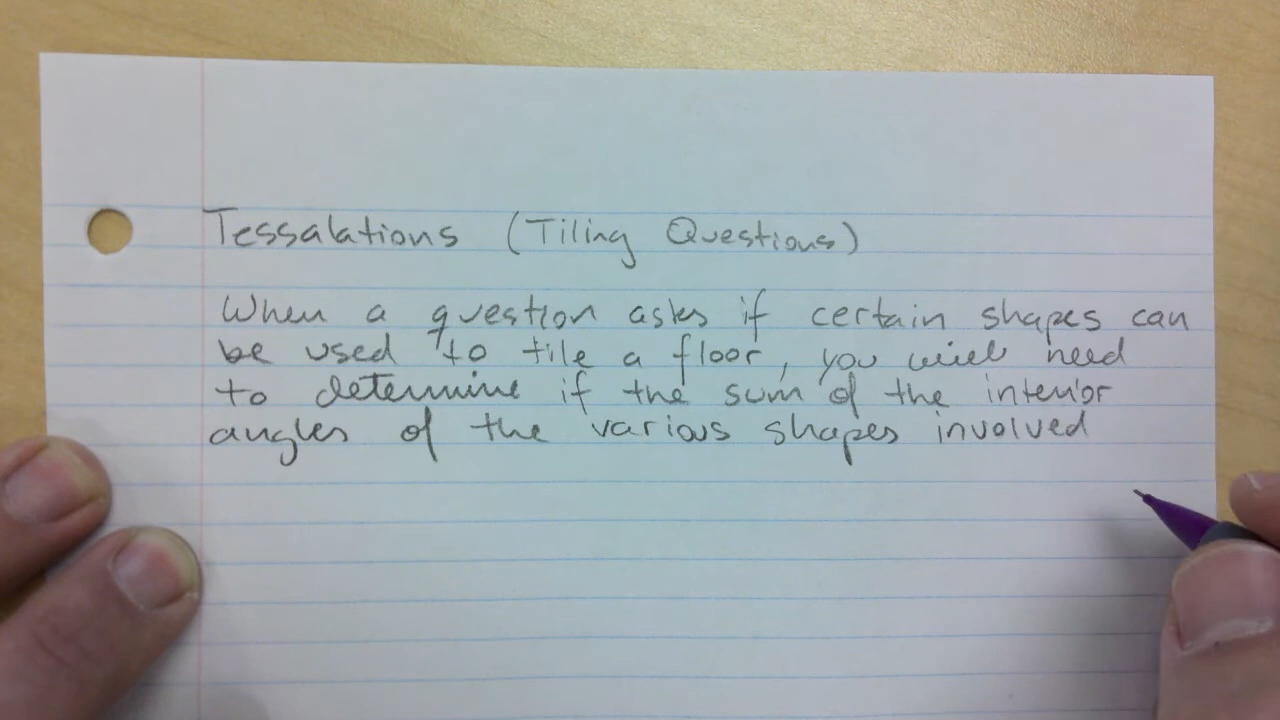 Tessalations (Tiling Questions)
When a question asks if certain shapes can
be used to tile a floor, you will need
to determine if the sum of the interior
angles of the various shapes involved